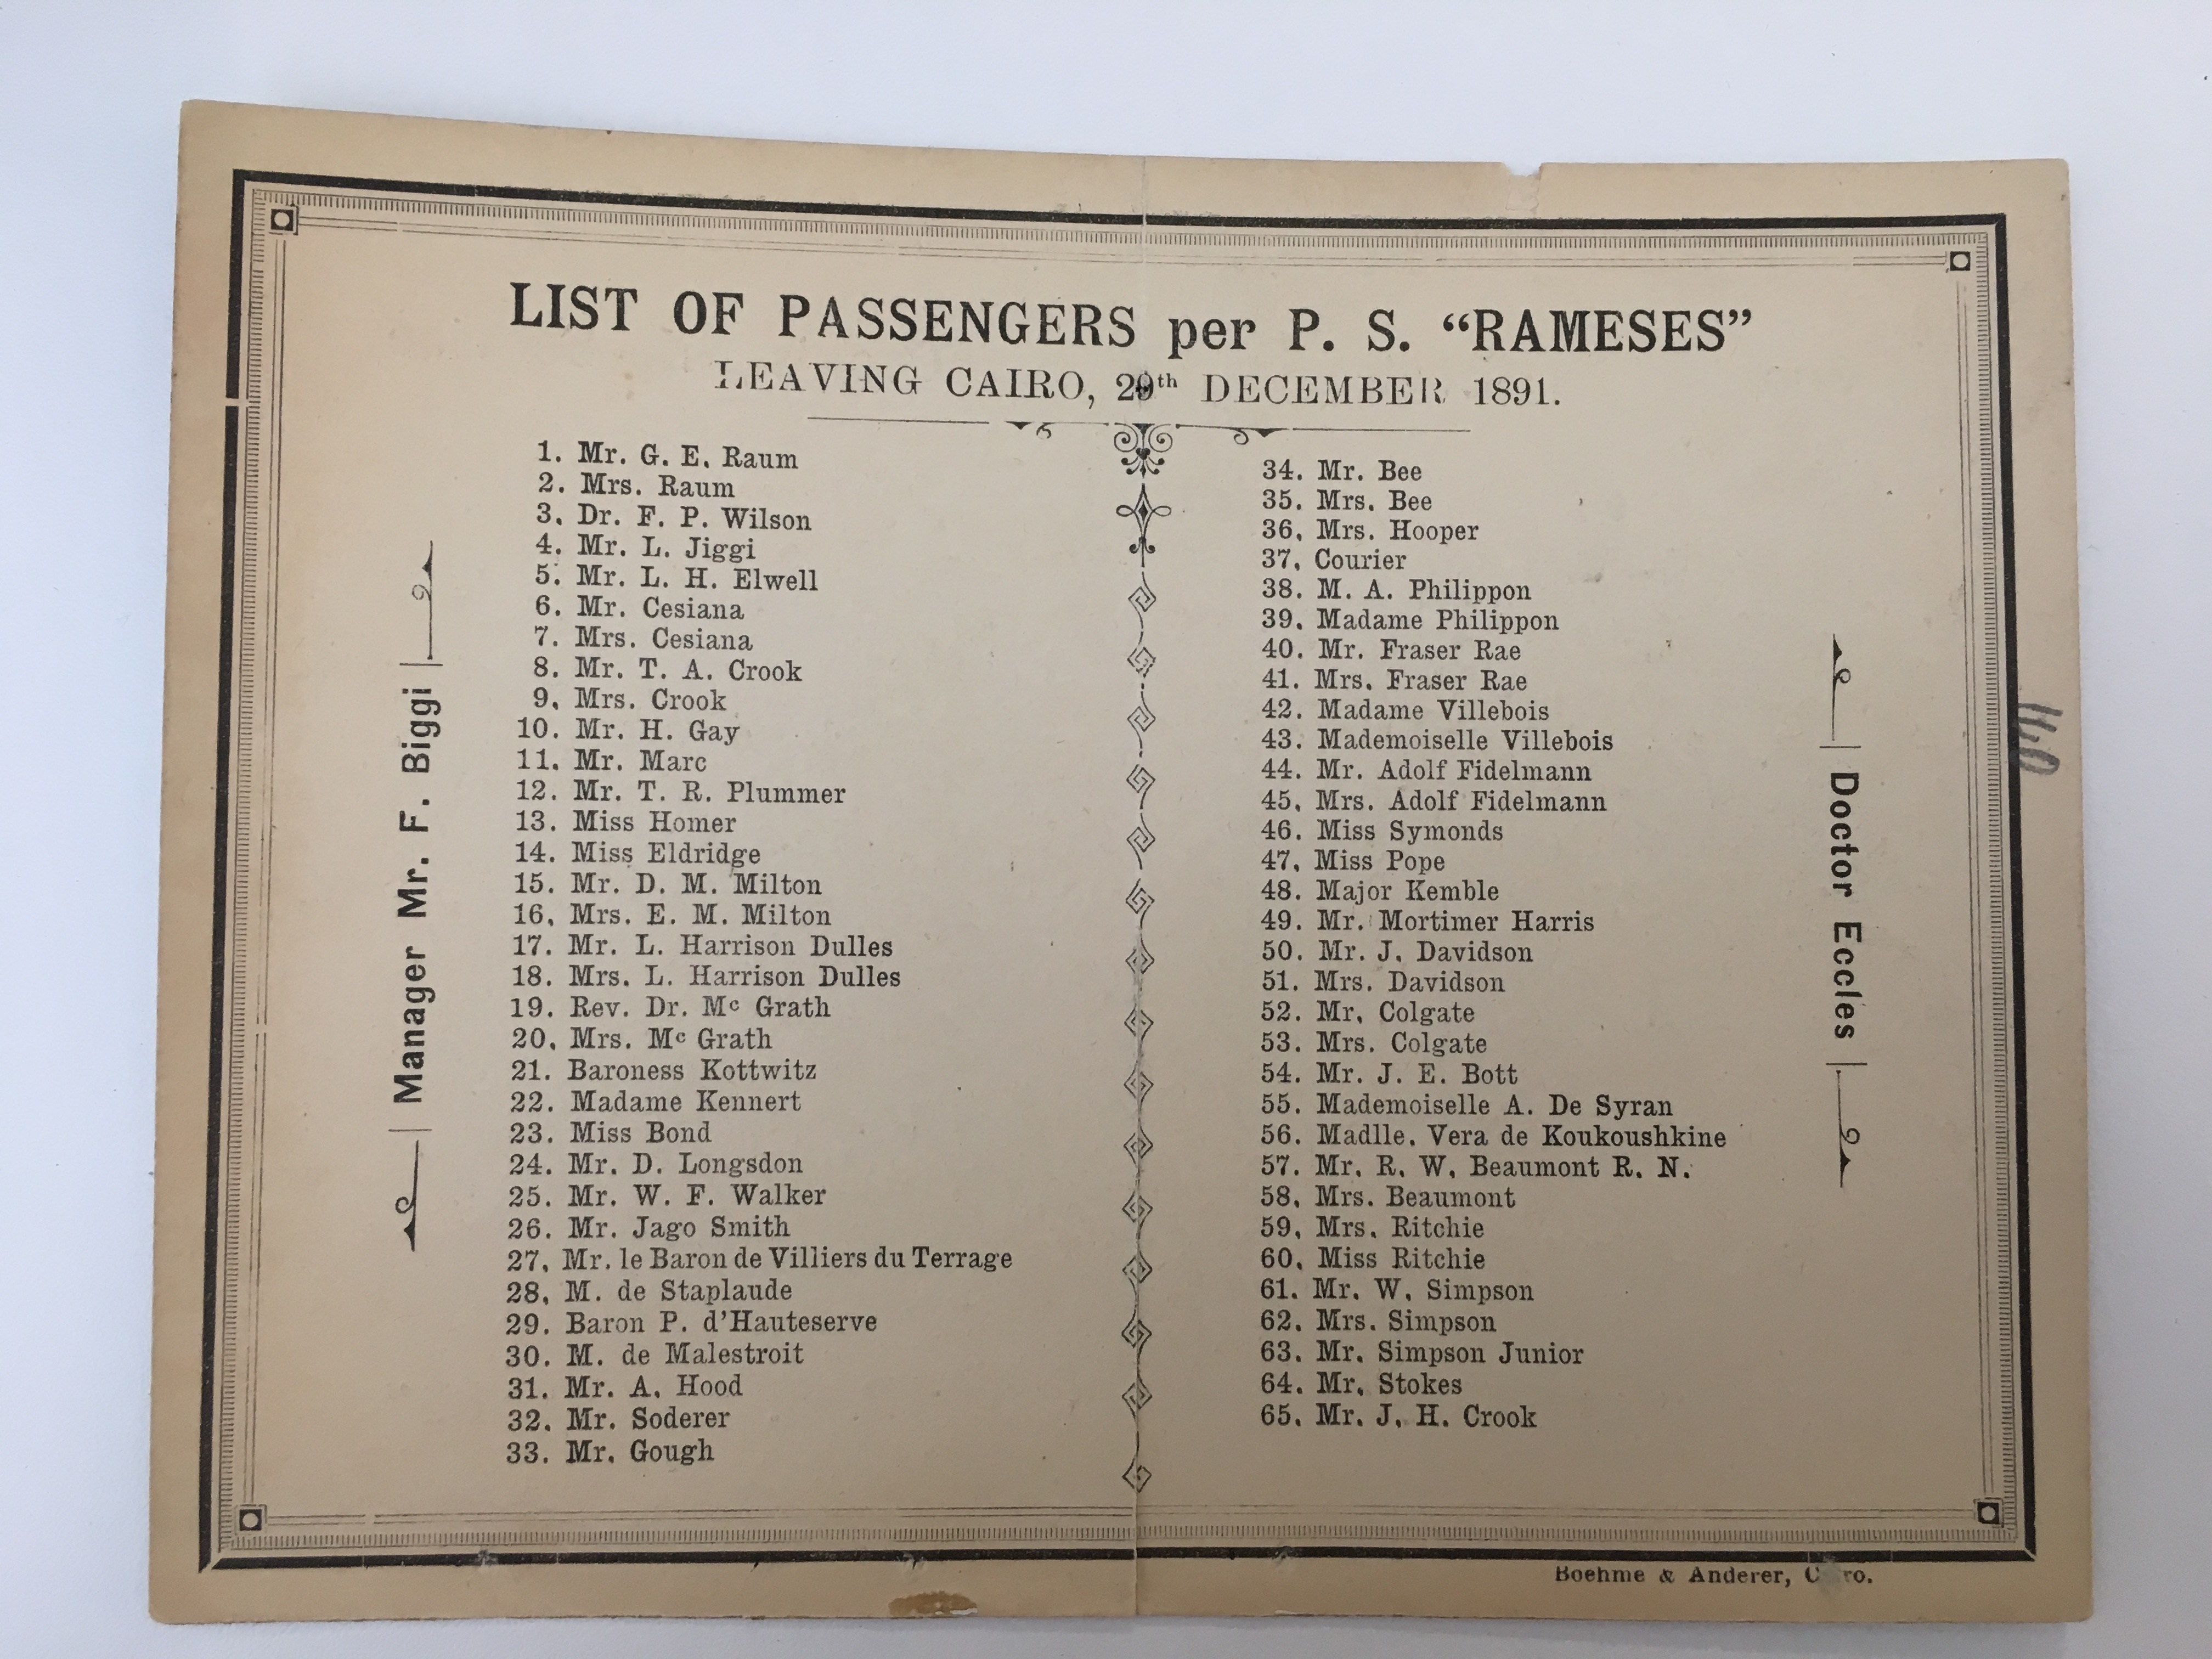 LIST OF PASSENGERS per P. S. “RAMESES”
LEAVING CAIRO, DECEMBER 1891.
Manager Mr. F. Biggi
1. Mr. G. E. Raum
2. Mrs. Raum
3. Dr. F. P. Wilson
4. Mr. L. Jiggi
5. Mr. L. H. Elwell
6. Mr. Cesiana
7. Mrs. Cesiana
8. Mr. T. A. Crook
9. Mrs. Crook
10. Mr. H. Gay
11. Mr. Marc
12. Mr. T. R. Plummer
13. Miss Homer
14. Miss Eldridge
15. Mr. D. M. Milton
16. Mrs. E. M. Milton
17. Mr. L. Harrison Dulles
18. Mrs. L. Harrison Dulles
19. Rev. Dr. Mc Grath
20. Mrs. Mc Grath
21. Baroness Kottwitz
22. Madame Kennert
23. Miss Bond
24. Mr. D. Longsdon
25. Mr. W. F. Walker
26. Mr. Jago Smith
27. Mr. le Baron de Villiers du Terrage
28. M. de Staplaude
29. Baron P. d'Hauteserve
30. M. de Malestroit
31. Mr. A. Hood
32. Mr. Soderer
33. Mr. Gough
34. Mr. Bee
35. Mrs. Bee
36. Mrs. Hooper
37. Courier
38. M. A. Philippon
39. Madame Philippon
40. Mr. Fraser Rae
41. Mrs. Fraser Rae
42. Madame Villebois
43. Mademoiselle Villebois
44. Mr. Adolf Fidelmann
45. Mrs. Adolf Fidelmann
46. Miss Symonds
47. Miss Pope
48. Major Kemble
49. Mr. Mortimer Harris
50. Mr. J. Davidson
51. Mrs. Davidson
52. Mr. Colgate
53. Mrs. Colgate
54. Mr. J. E. Bott
55. Mademoiselle A. De Syran
56. Madlle. Vera de Koukoushkine
57. Mr. R. W. Beaumont R. N.
58. Mrs. Beaumont
59. Mrs. Ritchie
60. Miss Ritchie
61. Mr. W. Simpson
62. Mrs. Simpson
63. Mr. Simpson Junior
64. Mr. Stokes
65. Mr. J. H. Crook
Doctor Eccles
Boehme & Anderer,